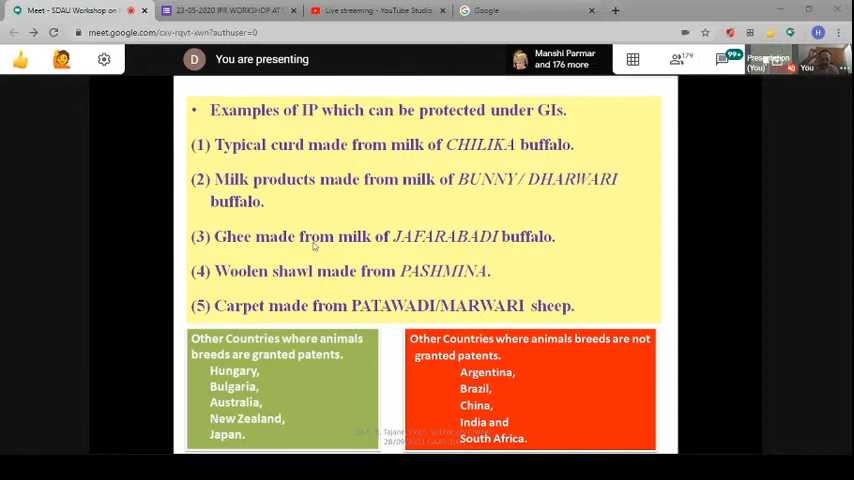 Meet - SDAU Workshop on I
23-05-2020 IPR WORKSHOP ATT
Live streaming - YouTube Studio
Google
meet.google.com/cxv-rqvt-xwn?authuser=0
H
D
You are presenting
Manshi Parmar
and 176 more
179
99+
Presentation
(You)
You
• Examples of IP which can be protected under GIs.
(1) Typical curd made from milk of CHILIKA buffalo.
(2) Milk products made from milk of BUNNY/ DHARWARI
buffalo.
(3) Ghee made from milk of JAFARABADI buffalo.
(4) Woolen shawl made from PASHMINA.
(5) Carpet made from PATAWADI/MARWARI sheep.
Other Countries where animals
breeds are granted patents.
Hungary,
Bulgaria,
Australia,
New Zealand,
Japan.
Other Countries where animals breeds are not
granted patents.
Argentina,
Brazil,
China,
India and
South Africa.